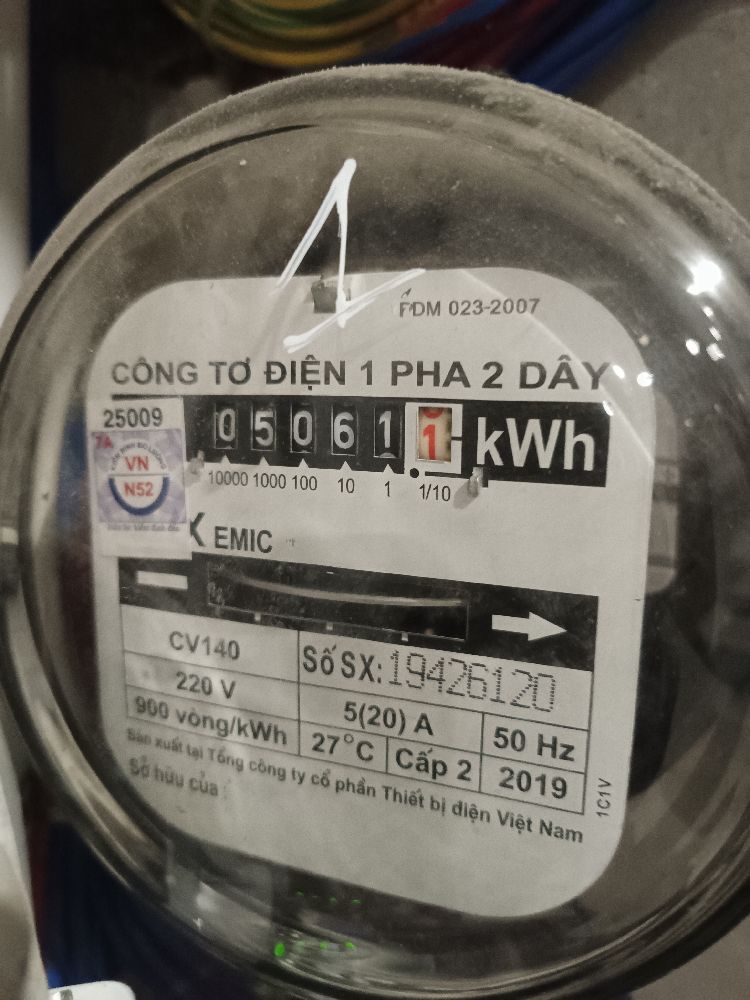 1
PDM 023-2007
CÔNG TƠ ĐIỆN 1 PHA 2 DÂY
25009
7A
VN
N52
0 5 0 6 1 1 kWh
10000 1000 100 10 1 1/10
EMIC
CV140
Số SX: 19426120
220 V
5(20) A
50 Hz
900 vòng/kWh
27°C
Cấp 2
2019
Sản xuất tại Tổng công ty cổ phần Thiết bị điện Việt Nam
Sở hữu của :
1C1V